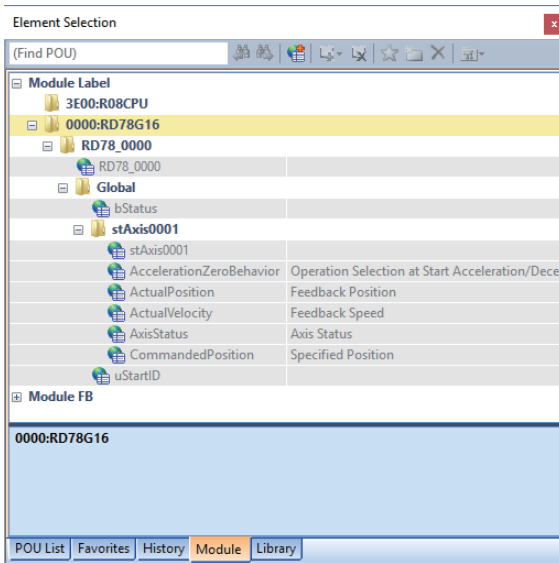 Element Selection
x
(Find POU)
Module Label
3E00:R08CPU
0000:RD78G16
RD78_0000
RD78_0000
Global
bStatus
stAxis0001
stAxis0001
AccelerationZeroBehavior Operation Selection at Start Acceleration/Dece
ActualPosition Feedback Position
ActualVelocity Feedback Speed
AxisStatus Axis Status
CommandedPosition Specified Position
uStartID
Module FB
0000:RD78G16
POU List Favorites History Module Library